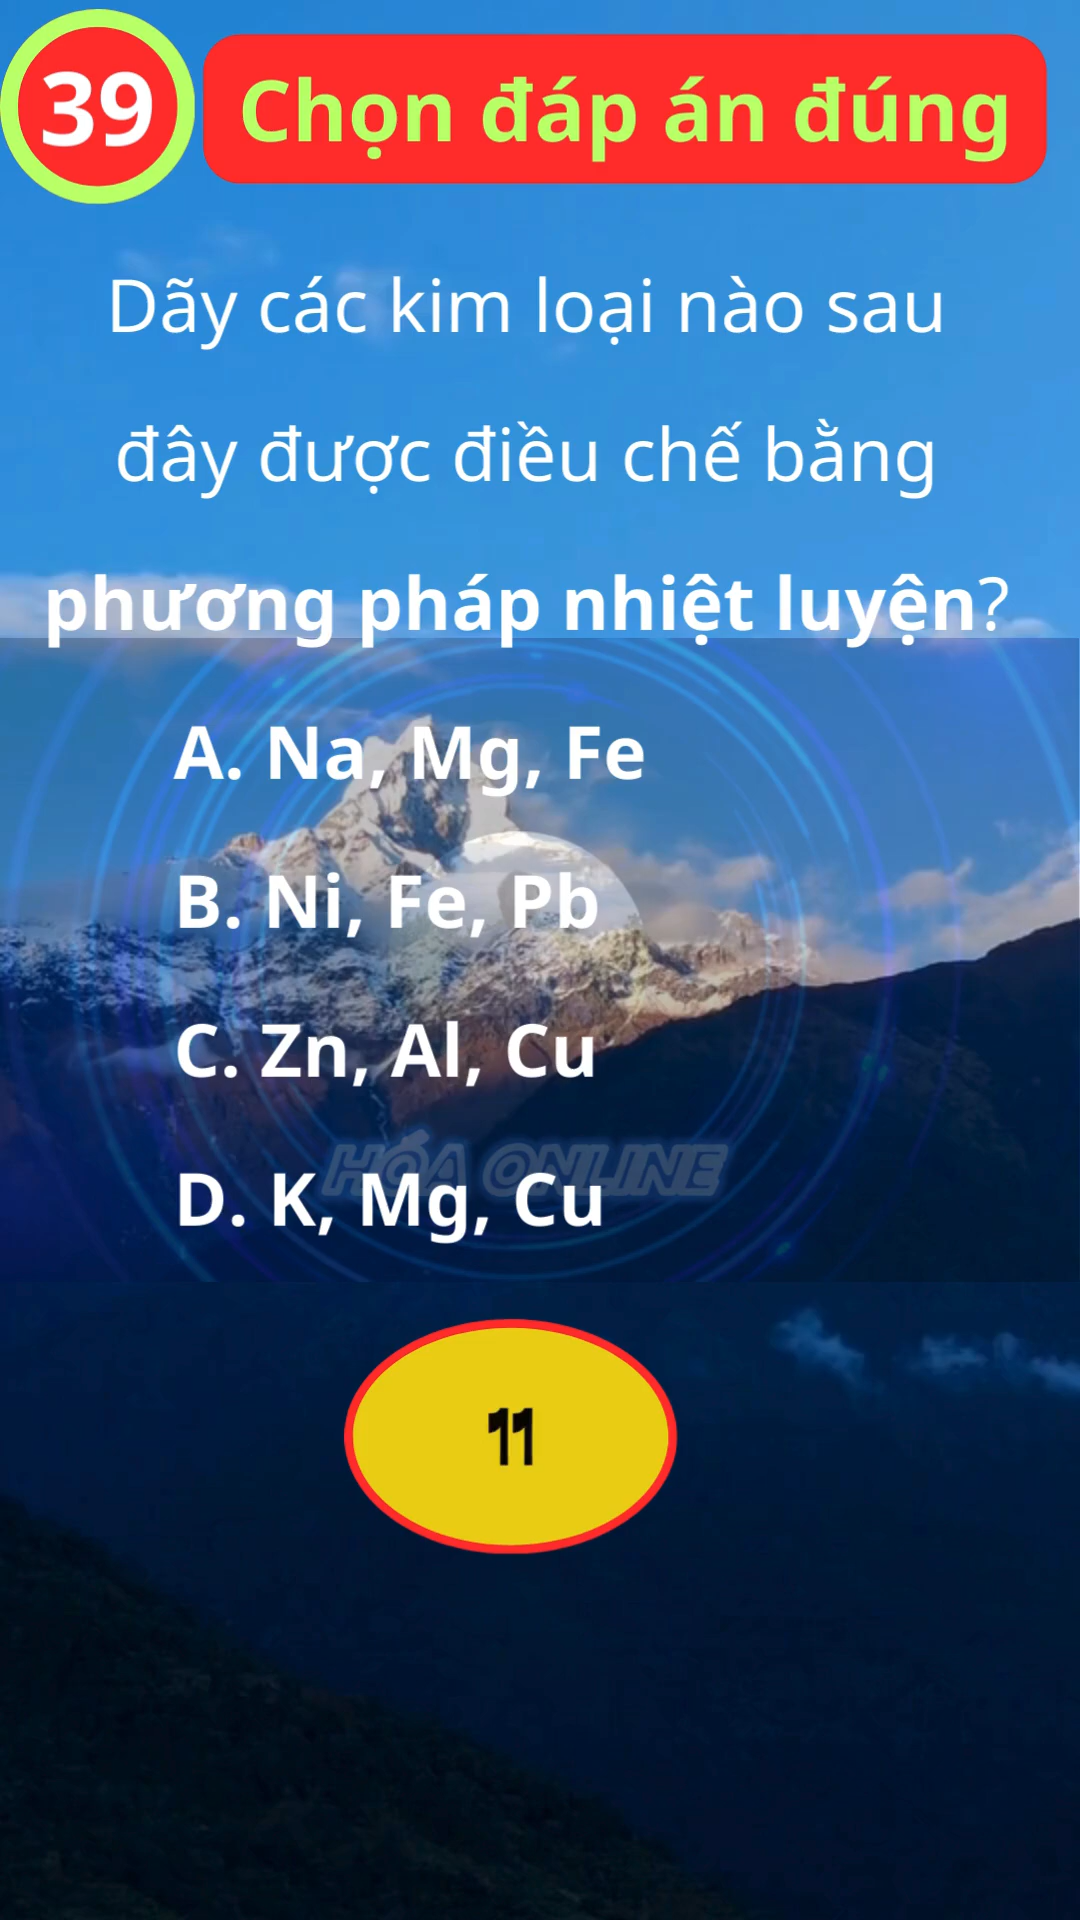 39
Chọn đáp án đúng
Dãy các kim loại nào sau
đây được điều chế bằng
phương pháp nhiệt luyện?
A. Na, Mg, Fe
B. Ni, Fe, Pb
C. Zn, Al, Cu
HÓA ONLINE
D. K, Mg, Cu
11